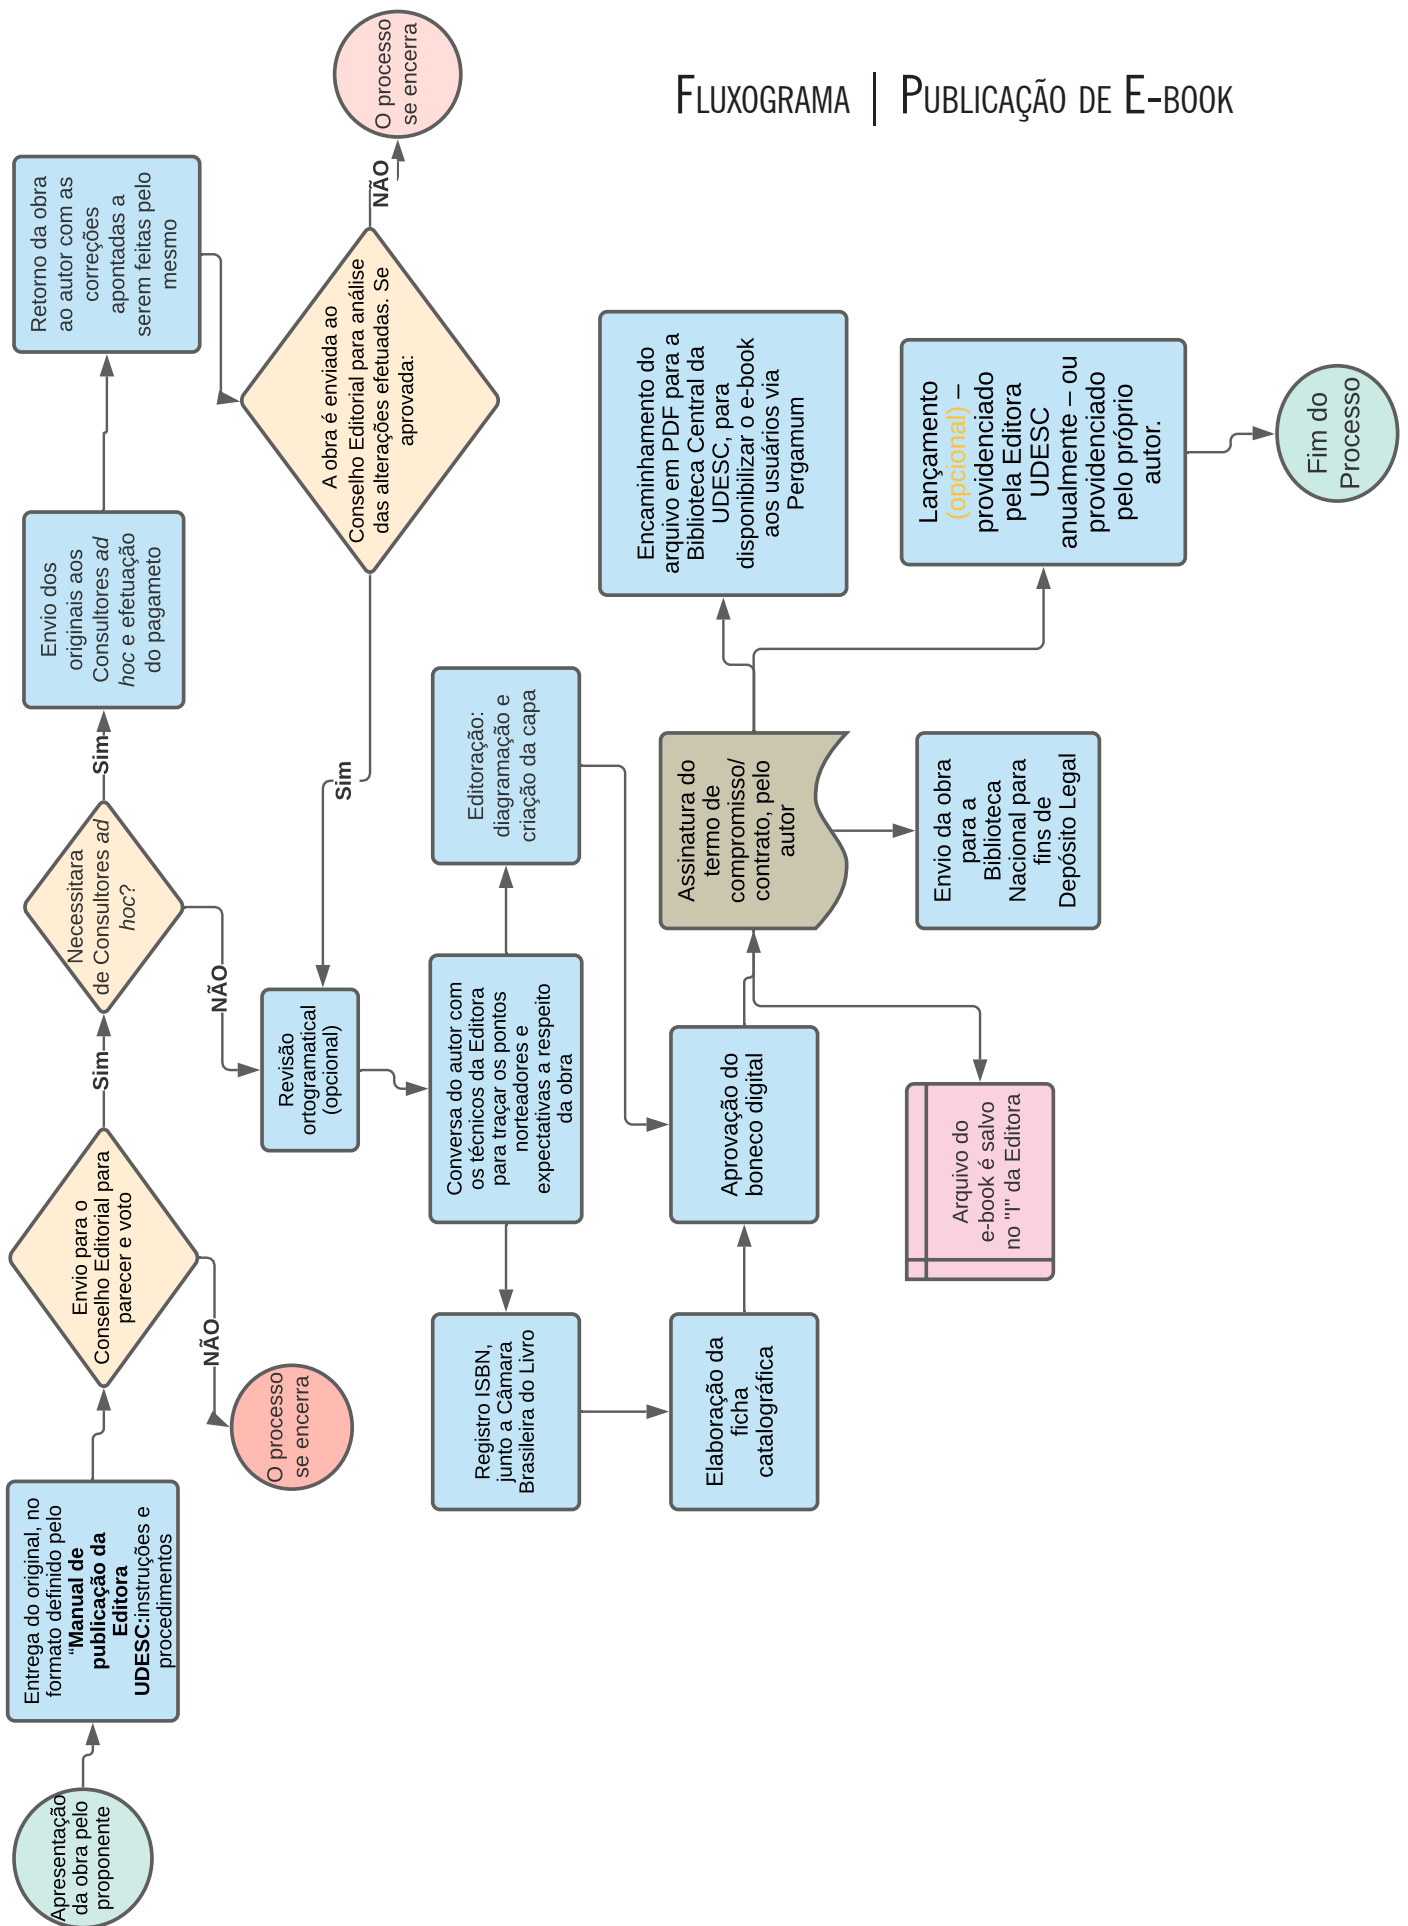 FLUXOGRAMA | PUBLICAÇÃO DE E-BOOK
Apresentação
da obra pelo
proponente
Entrega do original, no
formato definido pelo
"Manual de
publicação da
Editora
UDESC:instruções e
procedimentos
Envio para o
Conselho Editorial para
parecer e voto
NÃO
O processo
se encerra
Sim
Necessitara
de Consultores ad
hoc?
NÃO
Sim
Envio dos
originais aos
Consultores ad
hoc e efetuação
do pagameto
Retorno da obra
ao autor com as
correções
apontadas a
serem feitas pelo
mesmo
A obra é enviada ao
Conselho Editorial para análise
das alterações efetuadas. Se
aprovada:
NÃO
O processo
se encerra
Sim
Revisão
ortogramatical
(opcional)
Conversa do autor com
os técnicos da Editora
para traçar os pontos
norteadores e
expectativas a respeito
da obra
Editoração:
diagramação e
criação da capa
Registro ISBN,
junto a Câmara
Brasileira do Livro
Elaboração da
ficha
catalográfica
Aprovação do
boneco digital
Assinatura do
termo de
compromisso/
contrato, pelo
autor
Arquivo do
e-book é salvo
no "I" da Editora
Envio da obra
para a
Biblioteca
Nacional para
fins de
Depósito Legal
Encaminhamento do
arquivo em PDF para a
Biblioteca Central da
UDESC, para
disponibilizar o e-book
aos usuários via
Pergamum
Lançamento
(opcional) –
providenciado
pela Editora
UDESC
anualmente – ou
providenciado
pelo próprio
autor.
Fim do
Processo